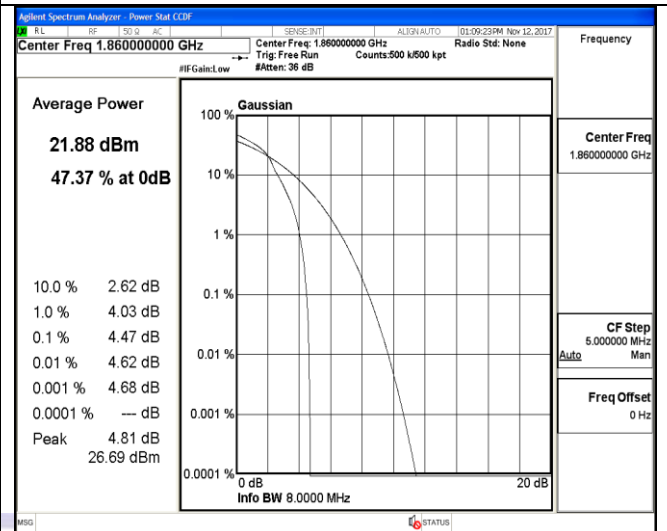 Agilent Spectrum Analyzer - Power Stat CCDF
RL RF 50 Ω AC SENSE:INT ALIGN AUTO 01:09:23PM Nov 12, 2017
Center Freq 1.860000000 GHz
Center Freq: 1.860000000 GHz Radio Std: None
Trig: Free Run Counts:500 k/500 kpt
#IFGain:Low #Atten: 36 dB
Frequency
Average Power
21.88 dBm
47.37 % at 0dB
10.0 % 2.62 dB
1.0 % 4.03 dB
0.1 % 4.47 dB
0.01 % 4.62 dB
0.001 % 4.68 dB
0.0001 % --- dB
Peak 4.81 dB
26.69 dBm
Gaussian
100 %
10 %
1 %
0.1 %
0.01 %
0.001 %
0.0001 %
0 dB 20 dB
Info BW 8.0000 MHz
Center Freq
1.860000000 GHz
CF Step
5.000000 MHz
Auto Man
Freq Offset
0 Hz
MSG STATUS